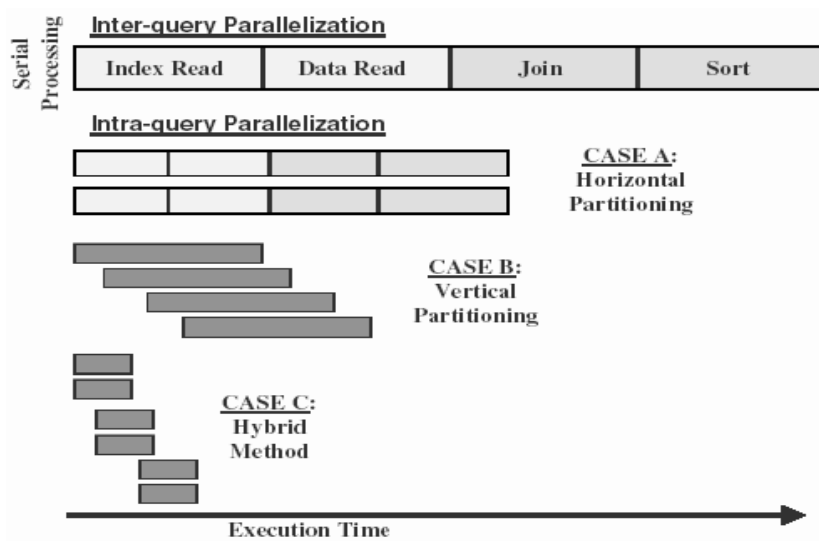 Inter-query Parallelization
Serial
Processing
Index Read
Data Read
Join
Sort
Intra-query Parallelization
CASE A:
Horizontal
Partitioning
CASE B:
Vertical
Partitioning
CASE C:
Hybrid
Method
Execution Time